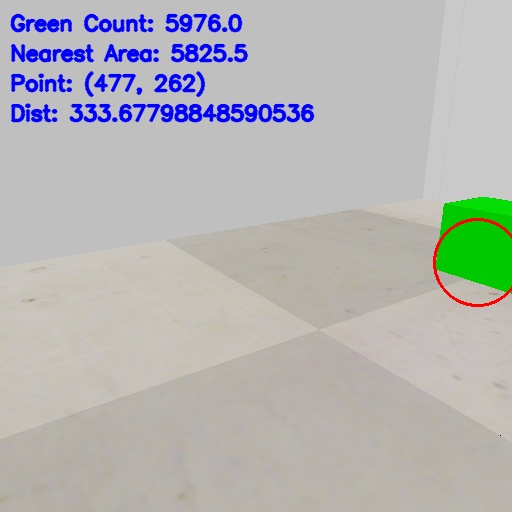 Green Count: 5976.0
Nearest Area: 5825.5
Point: (477, 262)
Dist: 333.67798848590536